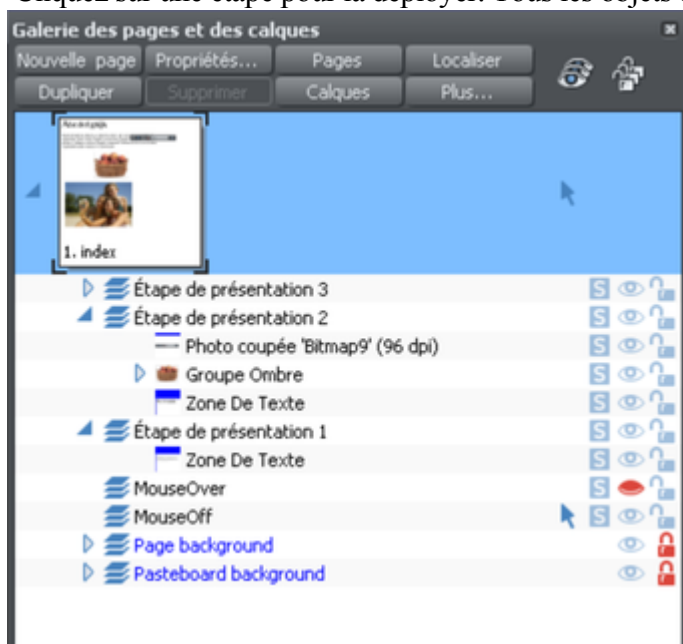 Galerie des pages et des calques
Nouvelle page Propriétés... Pages Localiser
Dupliquer Supprimer Calques Plus...
1. index
Étape de présentation 3
Étape de présentation 2
Photo coupée 'Bitmap9' (96 dpi)
Groupe Ombre
Zone De Texte
Étape de présentation 1
Zone De Texte
MouseOver
MouseOff
Page background
Pasteboard background